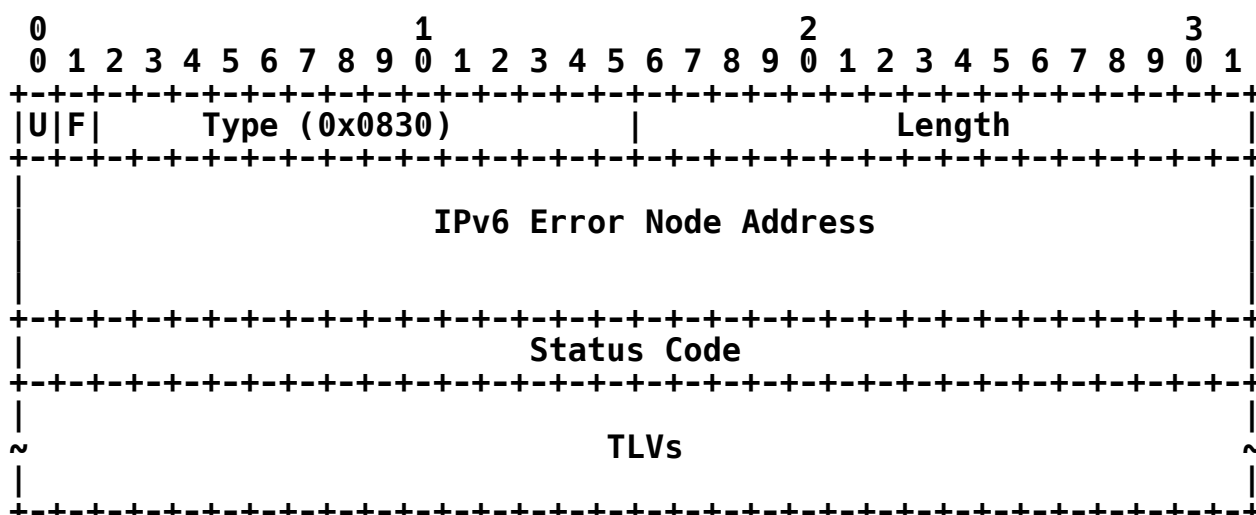 0                   1                   2                   3
 0 1 2 3 4 5 6 7 8 9 0 1 2 3 4 5 6 7 8 9 0 1 2 3 4 5 6 7 8 9 0 1
+-+-+-+-+-+-+-+-+-+-+-+-+-+-+-+-+-+-+-+-+-+-+-+-+-+-+-+-+-+-+-+-+
|U|F|     Type (0x0830)         |             Length            |
+-+-+-+-+-+-+-+-+-+-+-+-+-+-+-+-+-+-+-+-+-+-+-+-+-+-+-+-+-+-+-+-+
|                                                               |
|                     IPv6 Error Node Address                   |
|                                                               |
|                                                               |
+-+-+-+-+-+-+-+-+-+-+-+-+-+-+-+-+-+-+-+-+-+-+-+-+-+-+-+-+-+-+-+-+
|                          Status Code                          |
+-+-+-+-+-+-+-+-+-+-+-+-+-+-+-+-+-+-+-+-+-+-+-+-+-+-+-+-+-+-+-+-+
|                                                               |
~                              TLVs                             ~
|                                                               |
+-+-+-+-+-+-+-+-+-+-+-+-+-+-+-+-+-+-+-+-+-+-+-+-+-+-+-+-+-+-+-+-+